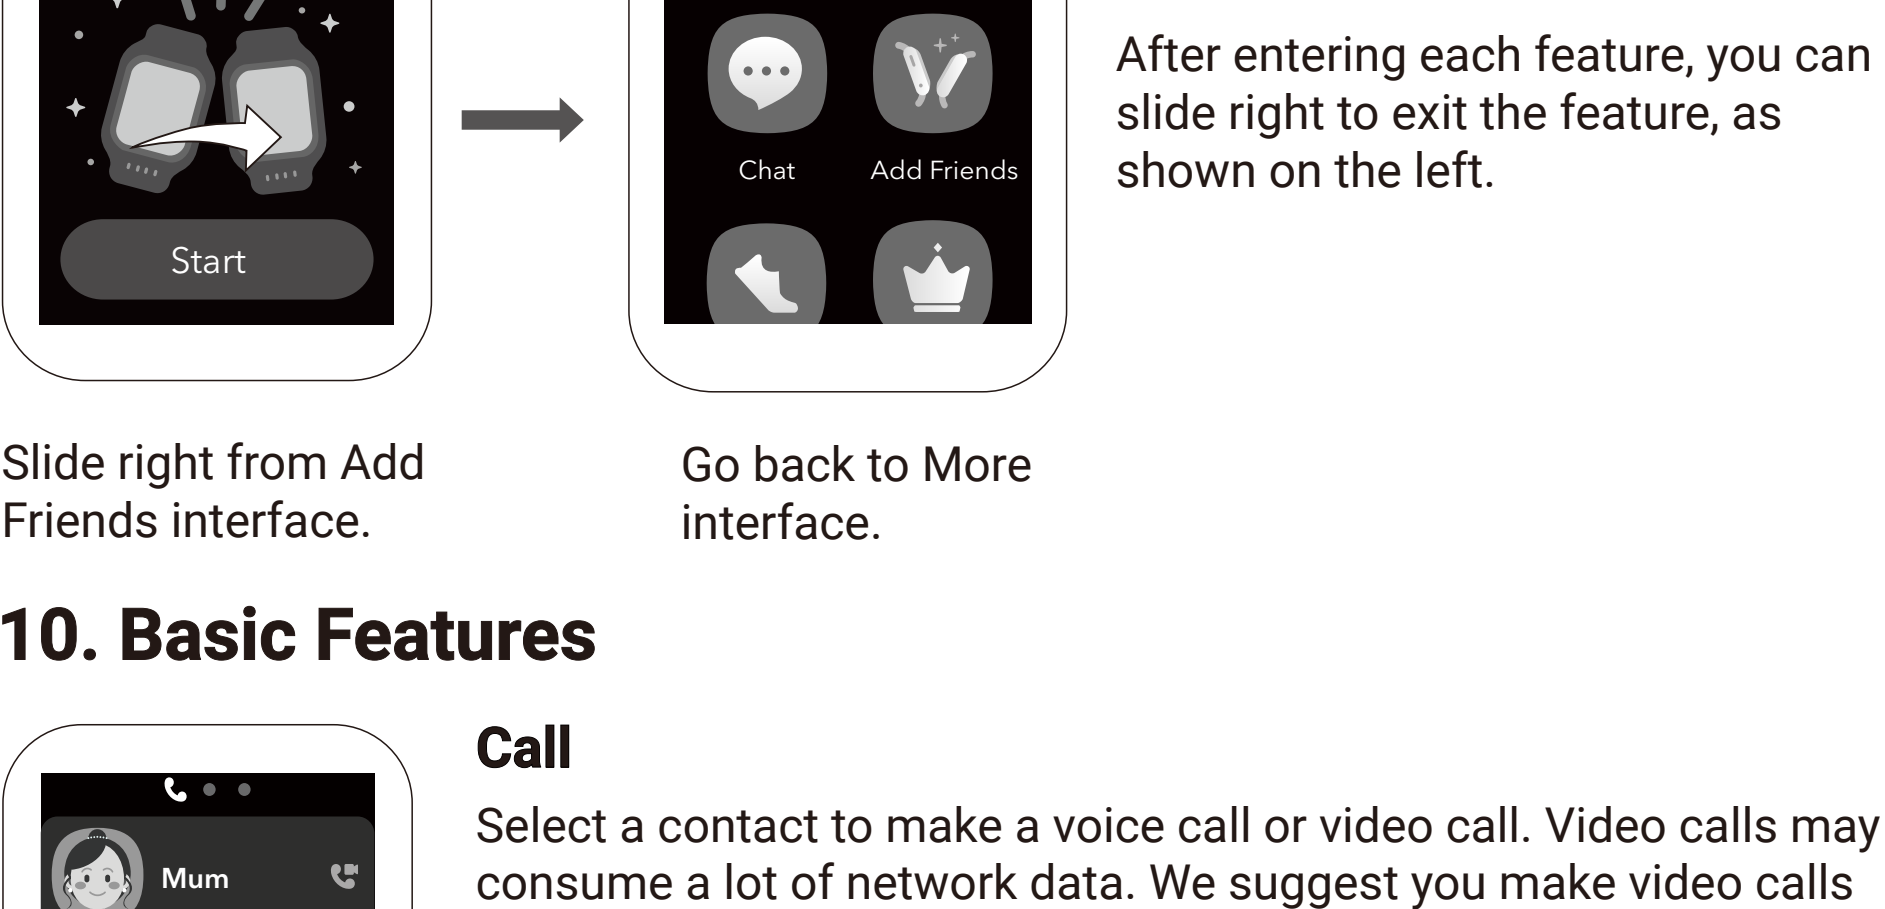 Start
Chat
Add Friends
After entering each feature, you can
slide right to exit the feature, as
shown on the left.
Slide right from Add
Friends interface.
Go back to More
interface.
10. Basic Features
Call
Mum
Select a contact to make a voice call or video call. Video calls may
consume a lot of network data. We suggest you make video calls